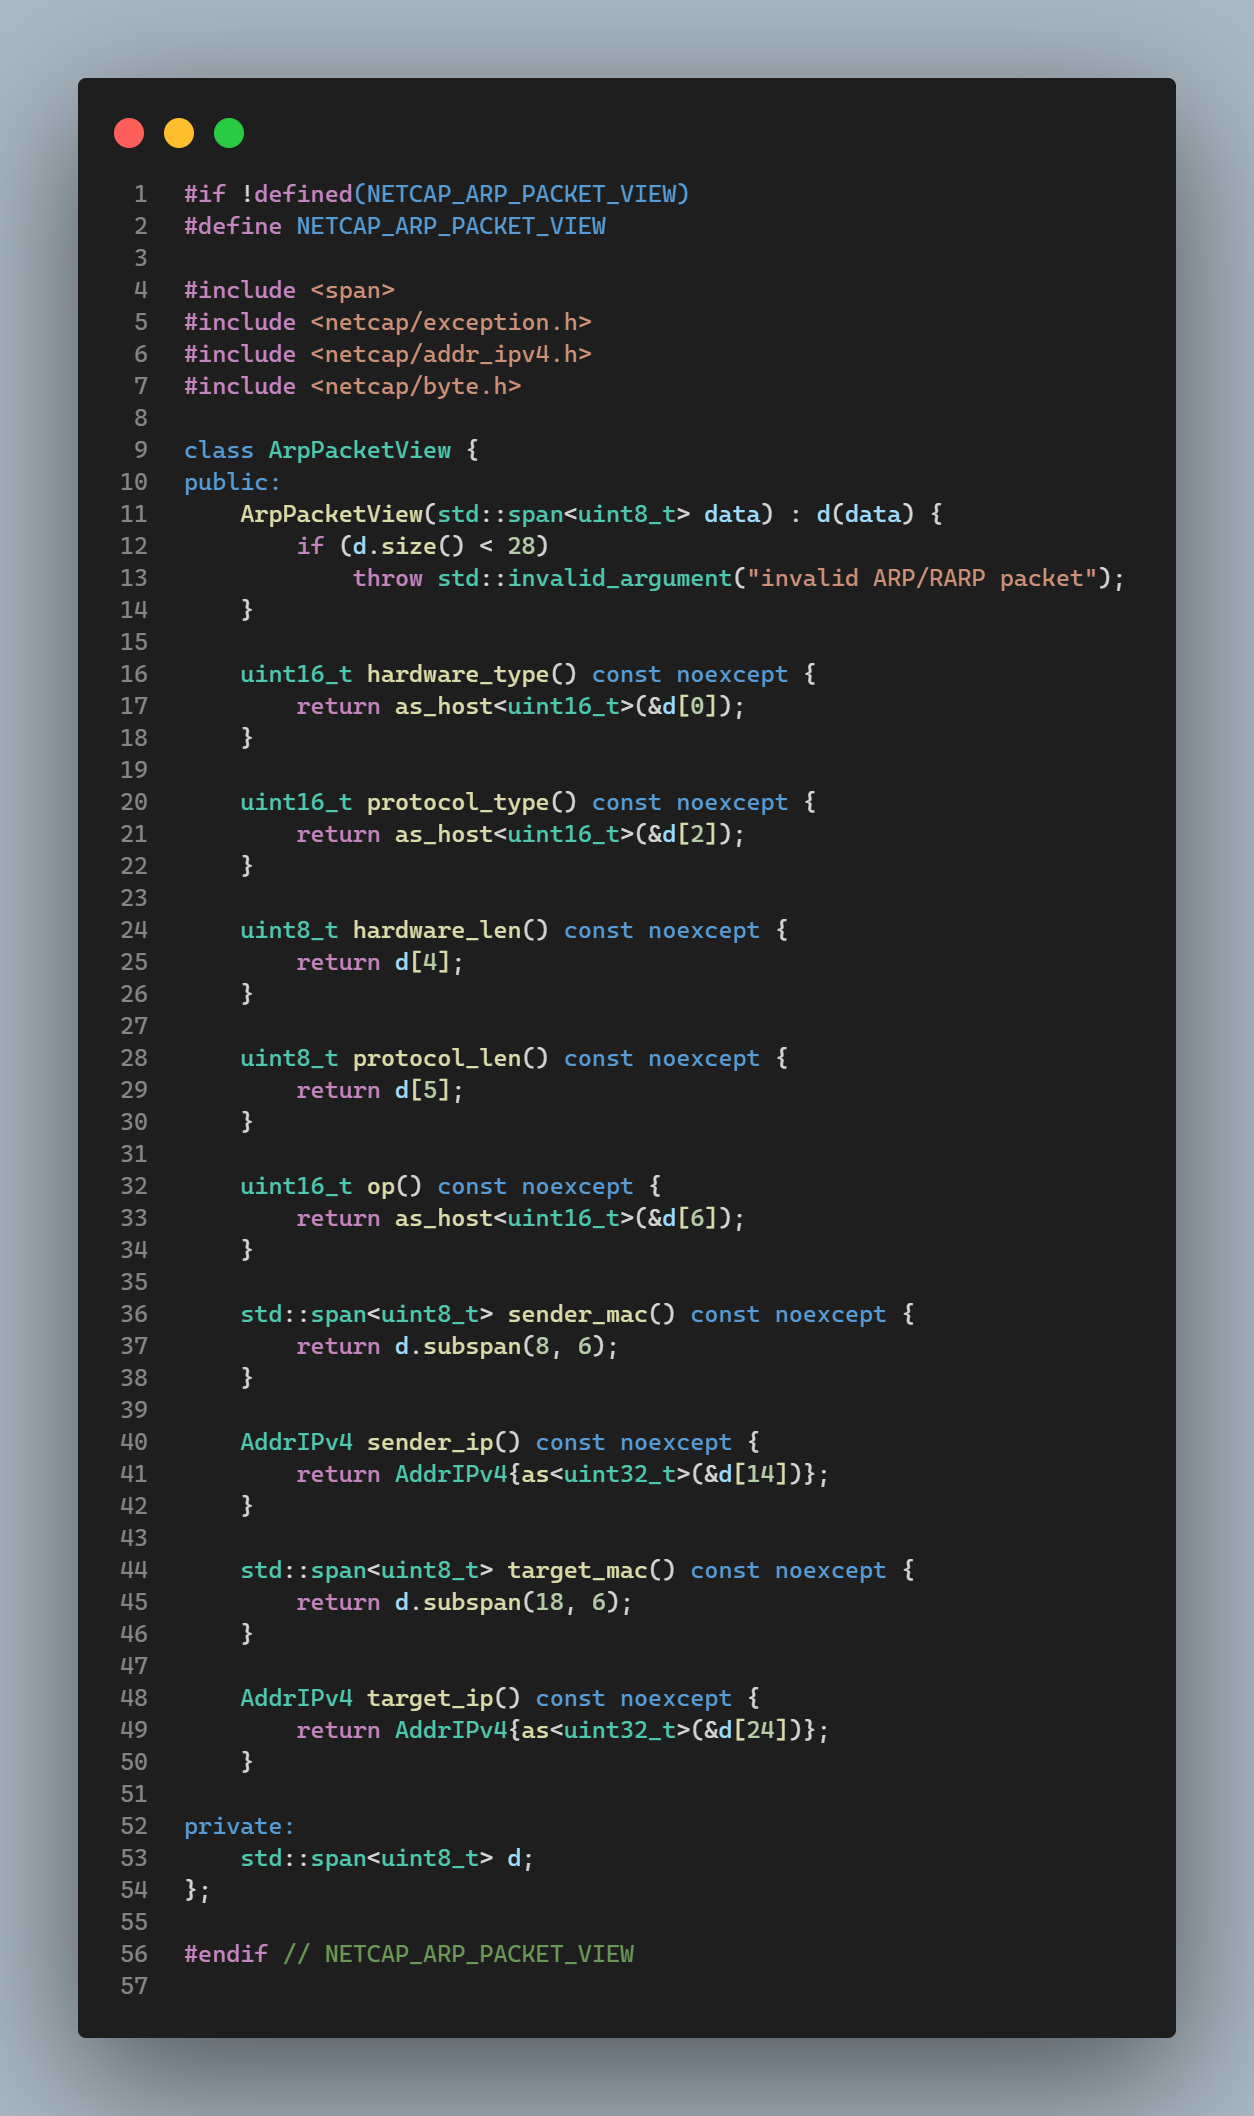 1 #if !defined(NETCAP_ARP_PACKET_VIEW)
2 #define NETCAP_ARP_PACKET_VIEW
3
4 #include <span>
5 #include <netcap/exception.h>
6 #include <netcap/addr_ipv4.h>
7 #include <netcap/byte.h>
8
9 class ArpPacketView {
10 public:
11     ArpPacketView(std::span<uint8_t> data) : d(data) {
12         if (d.size() < 28)
13             throw std::invalid_argument("invalid ARP/RARP packet");
14     }
15
16     uint16_t hardware_type() const noexcept {
17         return as_host<uint16_t>(&d[0]);
18     }
19
20     uint16_t protocol_type() const noexcept {
21         return as_host<uint16_t>(&d[2]);
22     }
23
24     uint8_t hardware_len() const noexcept {
25         return d[4];
26     }
27
28     uint8_t protocol_len() const noexcept {
29         return d[5];
30     }
31
32     uint16_t op() const noexcept {
33         return as_host<uint16_t>(&d[6]);
34     }
35
36     std::span<uint8_t> sender_mac() const noexcept {
37         return d.subspan(8, 6);
38     }
39
40     AddrIPv4 sender_ip() const noexcept {
41         return AddrIPv4{as<uint32_t>(&d[14])};
42     }
43
44     std::span<uint8_t> target_mac() const noexcept {
45         return d.subspan(18, 6);
46     }
47
48     AddrIPv4 target_ip() const noexcept {
49         return AddrIPv4{as<uint32_t>(&d[24])};
50     }
51
52 private:
53     std::span<uint8_t> d;
54 };
55
56 #endif // NETCAP_ARP_PACKET_VIEW
57